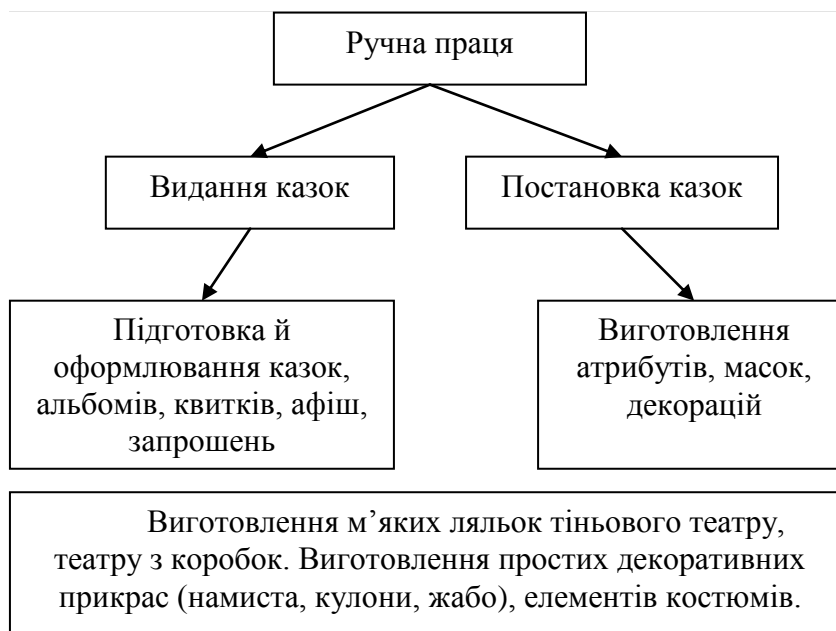 Ручна праця
Видання казок
Постановка казок
Підготовка й
оформлювання казок,
альбомів, квитків, афіш,
запрошень
Виготовлення
атрибутів, масок,
декорацій
Виготовлення м’яких ляльок тіньового театру,
театру з коробок. Виготовлення простих декоративних
прикрас (намиста, кулони, жабо), елементів костюмів.